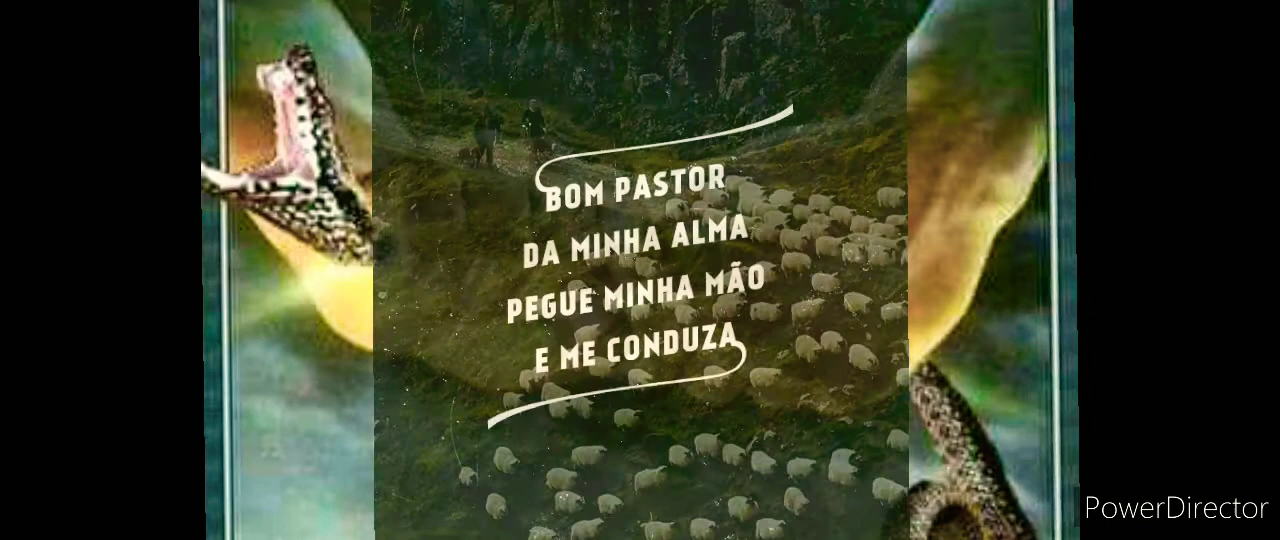 BOM PASTOR
DA MINHA ALMA
PEGUE MINHA MÃO
E ME CONDUZA
PowerDirector